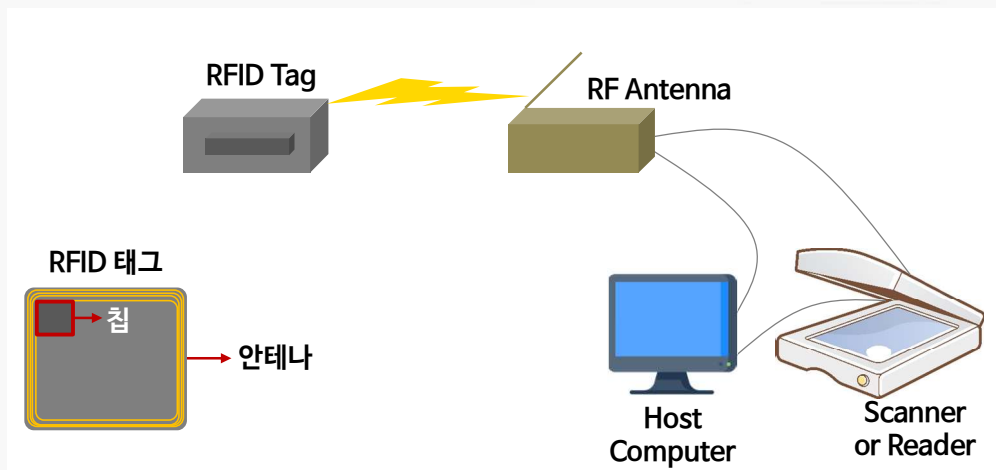 RFID Tag
RF Antenna
RFID 태그
칩
안테나
Host
Computer
Scanner
or Reader